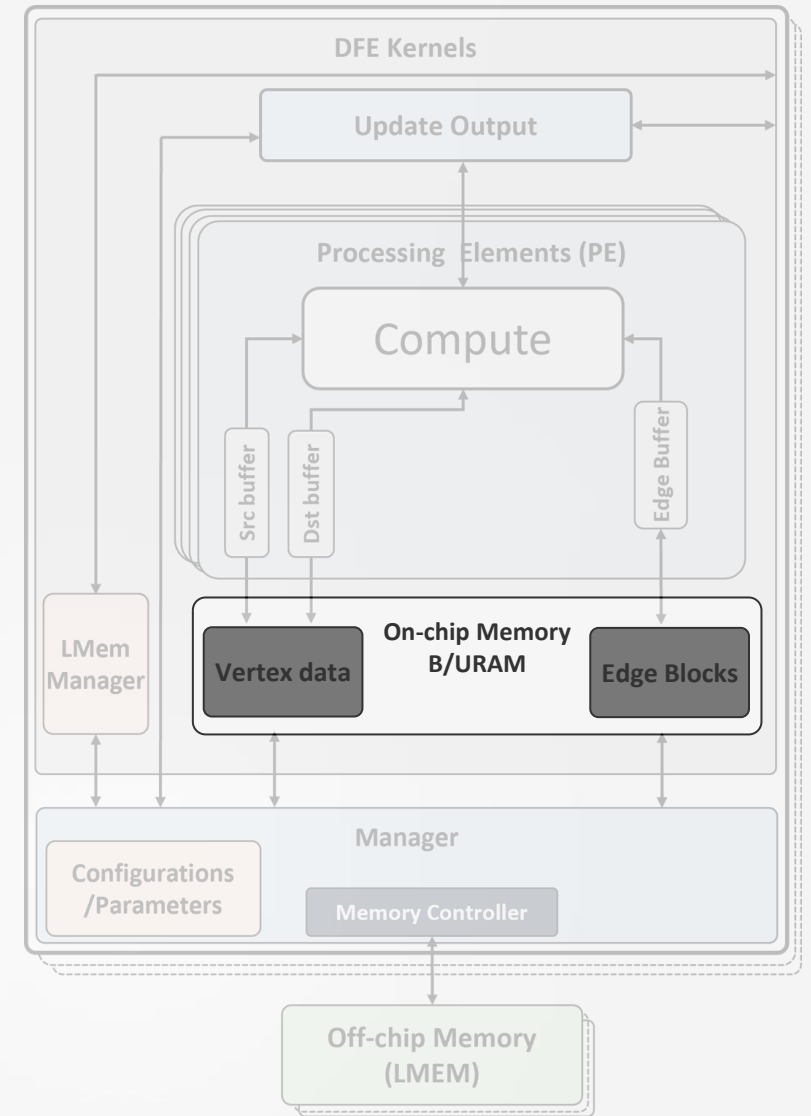 DFE Kernels
Update Output
Processing Elements (PE)
Compute
Src buffer
Dst buffer
Edge Buffer
On-chip Memory
B/URAM
Vertex data
Edge Blocks
LMem
Manager
Manager
Configurations
/Parameters
Memory Controller
Off-chip Memory
(LMEM)